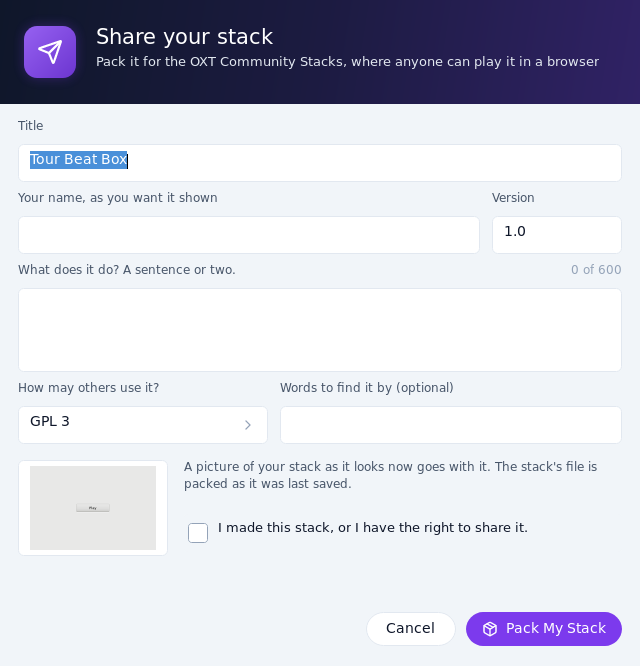 Share your stack
Pack it for the OXT Community Stacks, where anyone can play it in a browser
Title
Tour Beat Box
Your name, as you want it shown
Version
1.0
What does it do? A sentence or two.
0 of 600
How may others use it?
Words to find it by (optional)
GPL 3
A picture of your stack as it looks now goes with it. The stack's file is
packed as it was last saved.
Play
I made this stack, or I have the right to share it.
Cancel
Pack My Stack